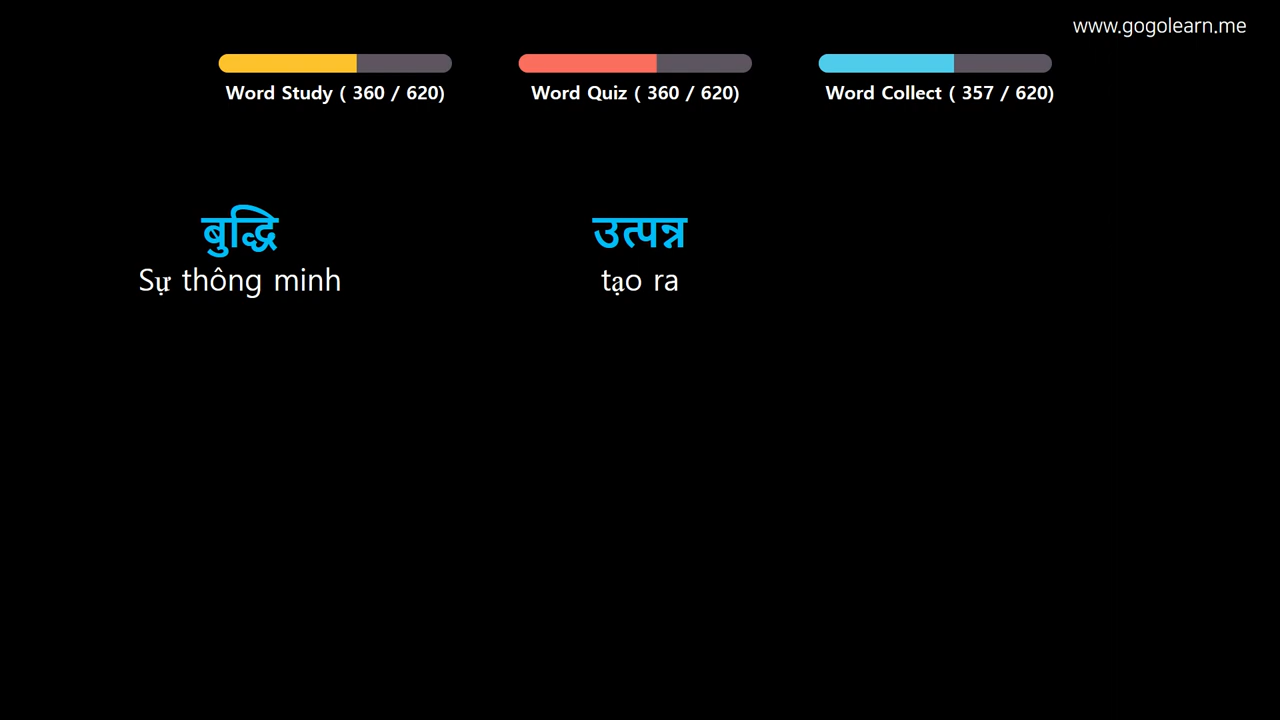 www.gogolearn.me
Word Study ( 360 / 620)
Word Quiz ( 360 / 620)
Word Collect ( 357 / 620)
बुद्धि
उत्पन्न
Sự thông minh
tạo ra